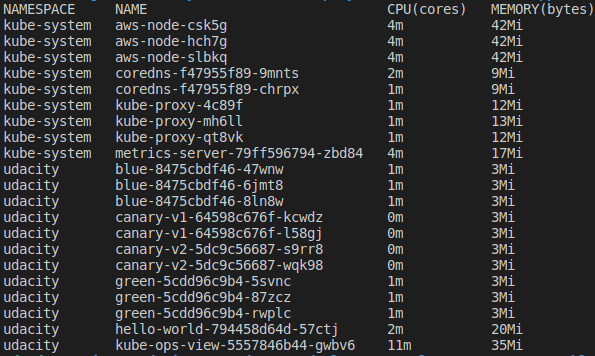 NAMESPACE NAME CPU(cores) MEMORY(bytes)
kube-system aws-node-csk5g 4m 42Mi
kube-system aws-node-hch7g 4m 42Mi
kube-system aws-node-slbkq 4m 42Mi
kube-system coredns-f47955f89-9mnts 2m 9Mi
kube-system coredns-f47955f89-chrpx 1m 9Mi
kube-system kube-proxy-4c89f 1m 12Mi
kube-system kube-proxy-mh6ll 1m 13Mi
kube-system kube-proxy-qt8vk 1m 12Mi
kube-system metrics-server-79ff596794-zbd84 4m 17Mi
udacity blue-8475cbdf46-47wnw 1m 3Mi
udacity blue-8475cbdf46-6jmt8 1m 3Mi
udacity blue-8475cbdf46-8ln8w 1m 3Mi
udacity canary-v1-64598c676f-kcwdz 0m 3Mi
udacity canary-v1-64598c676f-l58gj 0m 3Mi
udacity canary-v2-5dc9c56687-s9rr8 0m 3Mi
udacity canary-v2-5dc9c56687-wqk98 0m 3Mi
udacity green-5cdd96c9b4-5svnc 1m 3Mi
udacity green-5cdd96c9b4-87zcz 1m 3Mi
udacity green-5cdd96c9b4-rwplc 1m 3Mi
udacity hello-world-794458d64d-57ctj 2m 20Mi
udacity kube-ops-view-5557846b44-gwbv6 11m 35Mi